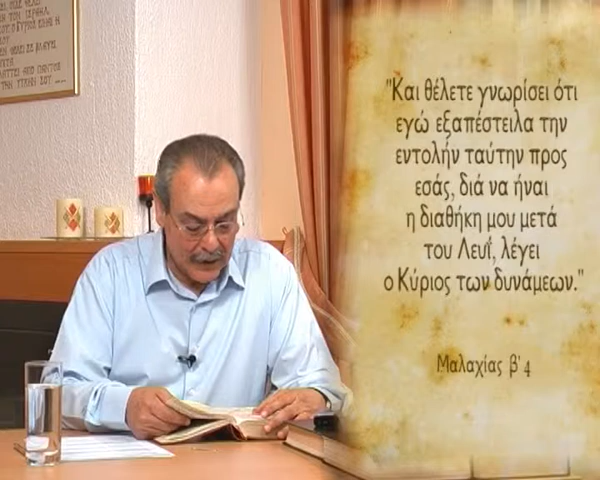 "Και θέλετε γνωρίσει ότι
εγώ εξαπέστειλα την
εντολήν ταύτην προς
εσάς, διά να ήναι
η διαθήκη μου μετά
του Λευΐ, λέγει
ο Κύριος των δυνάμεων."
Μαλαχίας β' 4